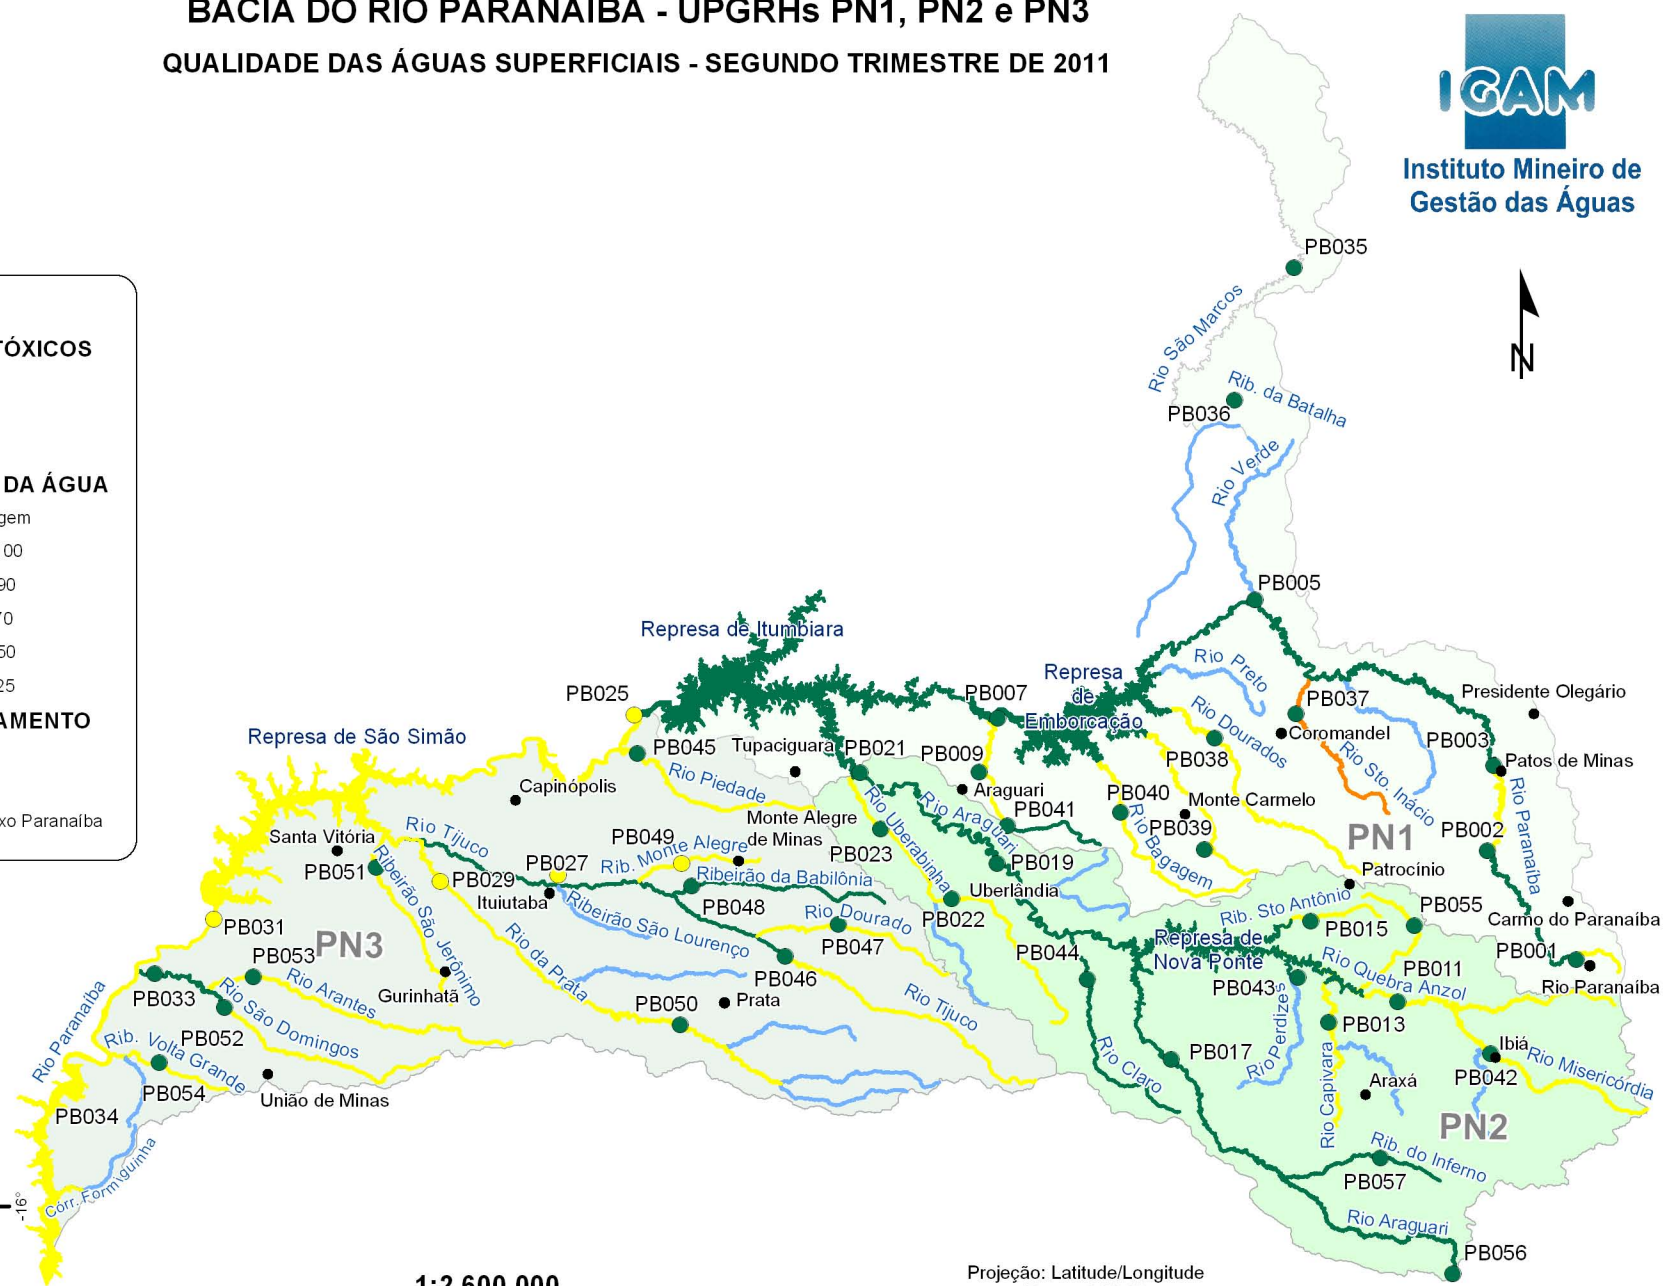 BACIA DO RIO PARANAÍBA - UPGRHs PN1, PN2 e PN3
QUALIDADE DAS ÁGUAS SUPERFICIAIS - SEGUNDO TRIMESTRE DE 2011
IGAM
Instituto Mineiro de
Gestão das Águas
N
TÓXICOS
DA ÁGUA
gem
00
90
70
50
25
AMENTO
xo Paranaíba
PB035
Rio São Marcos
Rib. da Batalha
PB036
Rio Verde
PB005
Represa de Itumbiara
Rio Preto
Represa
de
Emborcação
PB025
PB007
PB037
Presidente Olegário
Represa de São Simão
Rio Dourados
Coromandel
PB003
PB045
Tupaciguara
PB021
PB009
PB038
Patos de Minas
Rio Piedade
Rio Sto. Inácio
Capinópolis
Araguari
PB040
Monte Carmelo
Rio Paranaíba
Monte Alegre
de Minas
Rio Uberabinha
Rio Araguari
PB041
PB039
PN1
PB002
Santa Vitória
Rio Tijuco
PB049
Rib. Monte Alegre
PB023
PB019
Rio Bagagem
PB051
PB029
PB027
Ribeirão da Babilônia
Uberlândia
Patrocínio
Ituiutaba
PB048
Ribeirão São Lourenço
Rio Dourado
PB022
Rib. Sto Antônio
PB055
Carmo do Paranaíba
PB031
PN3
Ribeirão São Jerônimo
PB047
PB044
Represa de
Nova Ponte
PB015
PB001
PB053
Rio da Prata
PB046
Rio Quebra Anzol
PB011
Rio Paranaíba
PB033
Rio Arantes
Gurinhatã
PB050
Prata
Rio Tijuco
PB043
PB013
Rio Paranaíba
Rio São Domingos
PB052
Rib. Volta Grande
Rio Claro
PB017
Rio Perdizes
Ibiá
Rio Misericórdia
PB054
União de Minas
Rio Capivara
Araxá
PB042
PB034
PN2
Rib. do Inferno
PB057
Córr. Formiguinha
-16°
Rio Araguari
PB056
1:2.600.000
Projeção: Latitude/Longitude